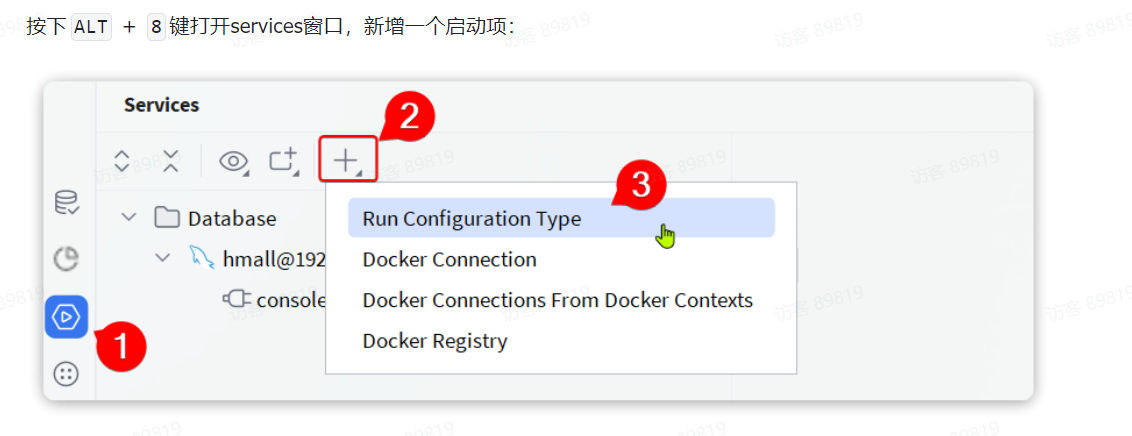 按下 ALT + 8 键打开services窗口，新增一个启动项：
Services
2
3
Database
Run Configuration Type
hmall@192
Docker Connection
console
Docker Connections From Docker Contexts
1
Docker Registry
访客 89819